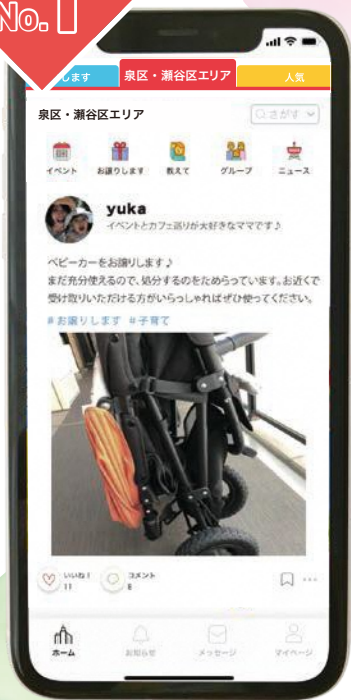 No.1
します
泉区・瀬谷区エリア
人気
泉区・瀬谷区エリア
さがす
イベント
お譲りします
教えて
グループ
ニュース
yuka
イベントとカフェ巡りが大好きなママです♪
ベビーカーをお譲りします♪
まだ充分使えるので、処分するのをためらっています。お近くで
受け取りいただける方がいらっしゃればぜひ使ってください。
#お譲りします #子育て
いいね!
11
コメント
6
ホーム
お知らせ
メッセージ
マイページ